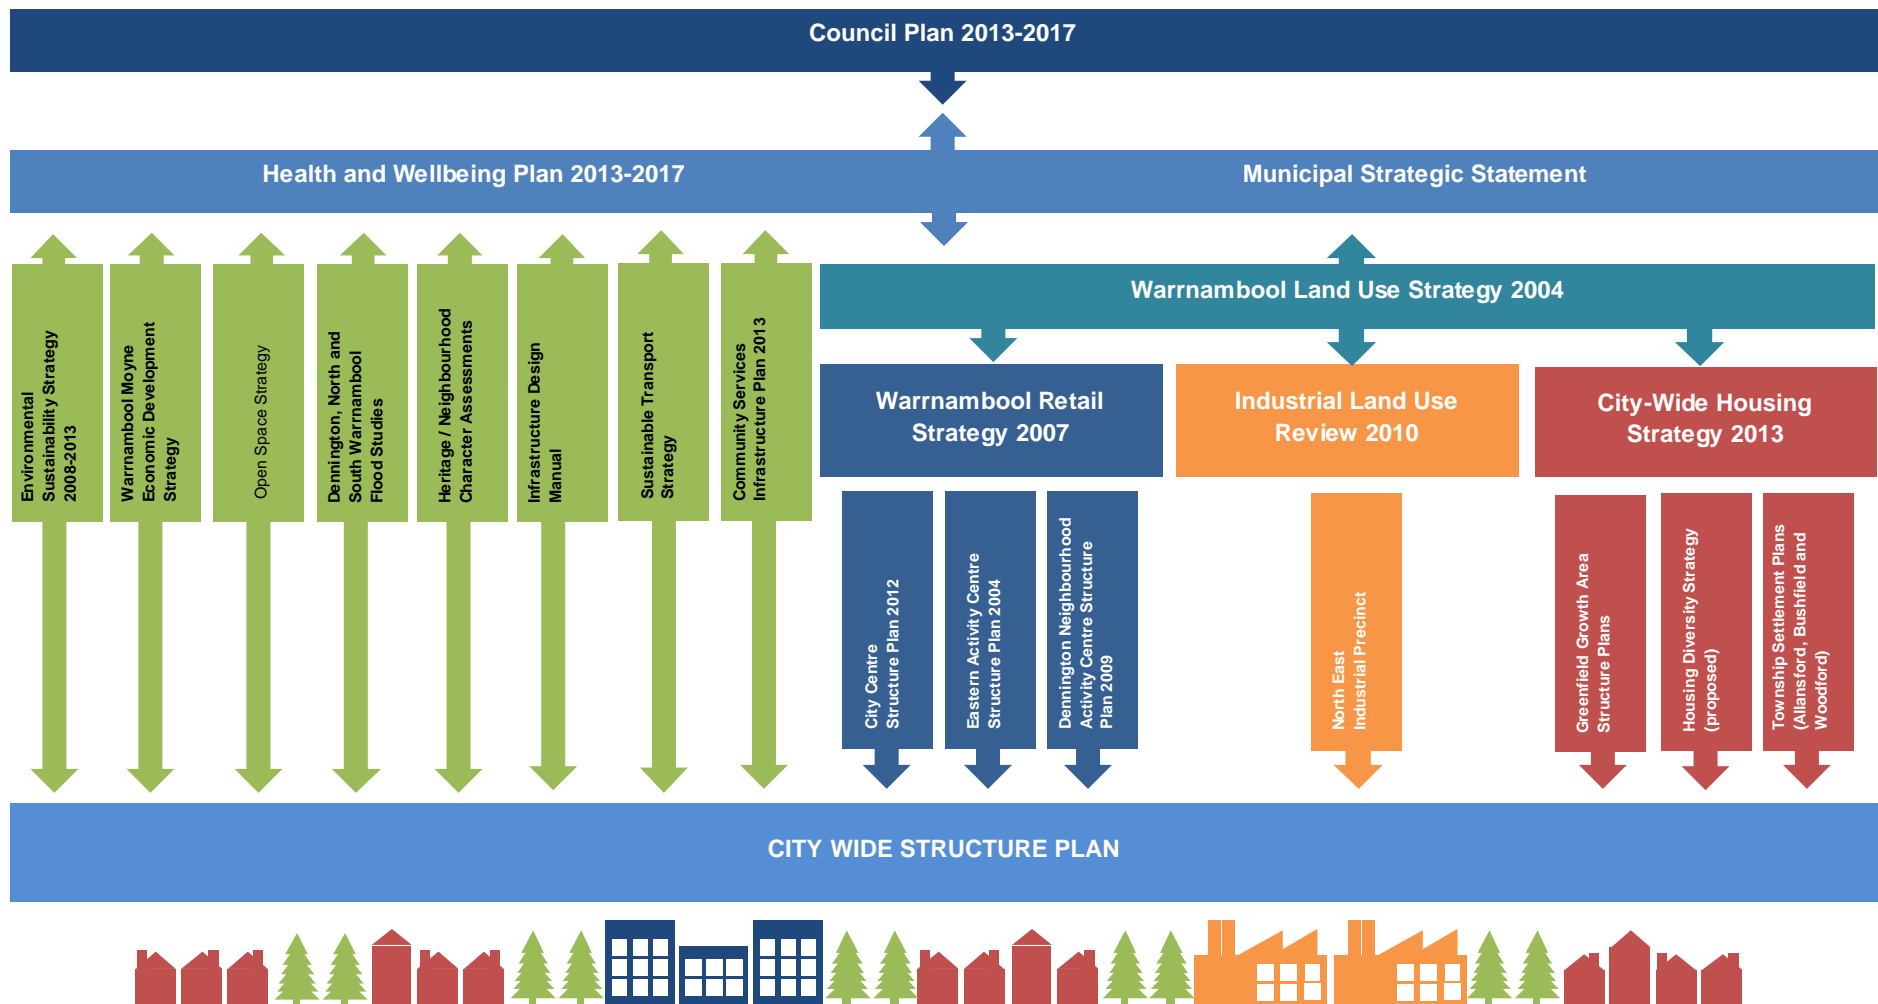 Council Plan 2013-2017
Health and Wellbeing Plan 2013-2017
Municipal Strategic Statement
Environmental
Sustainability Strategy
2008-2013
Warrnambool Moyne
Economic Development
Strategy
Open Space Strategy
Dennington, North and
South Warrnambool
Flood Studies
Heritage / Neighbourhood
Character Assessments
Infrastructure Design
Manual
Sustainable Transport
Strategy
Community Services
Infrastructure Plan 2013
Warrnambool Land Use Strategy 2004
Warrnambool Retail
Strategy 2007
Industrial Land Use
Review 2010
City-Wide Housing
Strategy 2013
City Centre
Structure Plan 2012
Eastern Activity Centre
Structure Plan 2004
Dennington Neighbourhood
Activity Centre Structure
Plan 2009
North East
Industrial Precinct
Greenfield Growth Area
Structure Plans
Housing Diversity Strategy
(proposed)
Township Settlement Plans
(Allansford, Bushfield and
Woodford)
CITY WIDE STRUCTURE PLAN